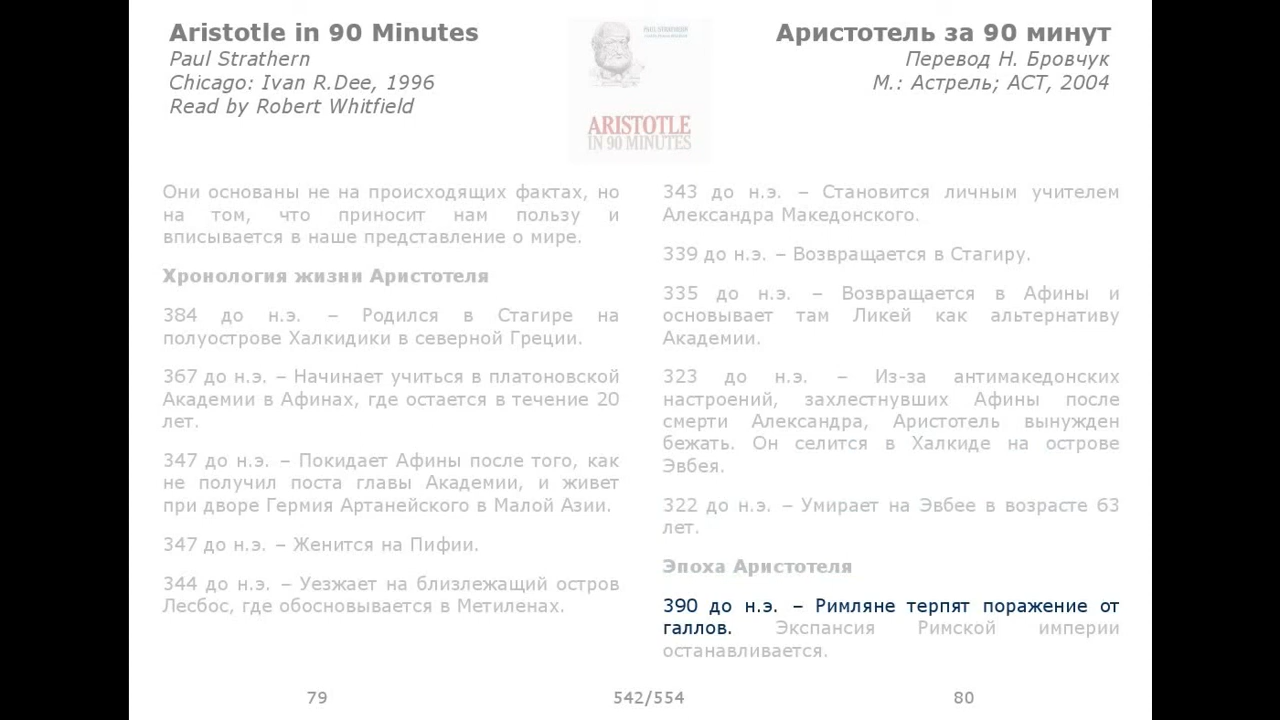 Aristotle in 90 Minutes
Paul Strathern
Chicago: Ivan R.Dee, 1996
Read by Robert Whitfield
PAUL STRATHERN
ARISTOTLE
IN 90 MINUTES
Аристотель за 90 минут
Перевод Н. Бровчук
М.: Астрель; АСТ, 2004
Они основаны не на происходящих фактах, но
на том, что приносит нам пользу и
вписывается в наше представление о мире.
Хронология жизни Аристотеля
384 до н.э. – Родился в Стагире на
полуострове Халкидики в северной Греции.
367 до н.э. – Начинает учиться в платоновской
Академии в Афинах, где остается в течение 20
лет.
347 до н.э. – Покидает Афины после того, как
не получил поста главы Академии, и живет
при дворе Гермия Артанейского в Малой Азии.
347 до н.э. – Женится на Пифии.
344 до н.э. – Уезжает на близлежащий остров
Лесбос, где обосновывается в Метиленах.
343 до н.э. – Становится личным учителем
Александра Македонского.
339 до н.э. – Возвращается в Стагиру.
335 до н.э. – Возвращается в Афины и
основывает там Ликей как альтернативу
Академии.
323 до н.э. – Из-за антимакедонских
настроений, захлестнувших Афины после
смерти Александра, Аристотель вынужден
бежать. Он селится в Халкиде на острове
Эвбея.
322 до н.э. – Умирает на Эвбее в возрасте 63
лет.
Эпоха Аристотеля
390 до н.э. – Римляне терпят поражение от
галлов. Экспансия Римской империи
останавливается.
79
542/554
80